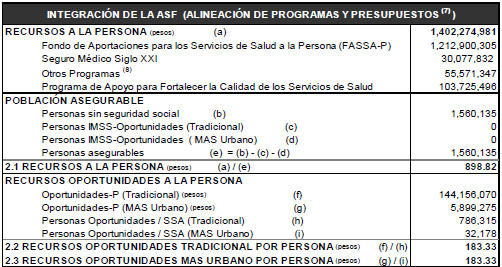 INTEGRACIÓN DE LA ASF (ALINEACIÓN DE PROGRAMAS Y PRESUPUESTOS (7) )
RECURSOS A LA PERSONA (pesos) (a) 1,402,274,981
Fondo de Aportaciones para los Servicios de Salud a la Persona (FASSA-P) 1,212,900,305
Seguro Médico Siglo XXI 30,077,832
Otros Programas (8) 55,571,347
Programa de Apoyo para Fortalecer la Calidad de los Servicios de Salud 103,725,496
POBLACIÓN ASEGURABLE
Personas sin seguridad social (b) 1,560,135
Personas IMSS-Oportunidades (Tradicional) (c) 0
Personas IMSS-Oportunidades ( MAS Urbano) (d) 0
Personas asegurables (e) = (b) - (c) - (d) 1,560,135
2.1 RECURSOS A LA PERSONA (pesos) (a) / (e) 898.82
RECURSOS OPORTUNIDADES A LA PERSONA
Oportunidades-P (Tradicional) (pesos) (f) 144,156,070
Oportunidades-P (MAS Urbano) (pesos) (g) 5,899,275
Personas Oportunidades / SSA (Tradicional) (h) 786,315
Personas Oportunidades / SSA (MAS Urbano) (i) 32,178
2.2 RECURSOS OPORTUNIDADES TRADICIONAL POR PERSONA (pesos) (f) / (h) 183.33
2.3 RECURSOS OPORTUNIDADES MAS URBANO POR PERSONA (pesos) (g) / (i) 183.33